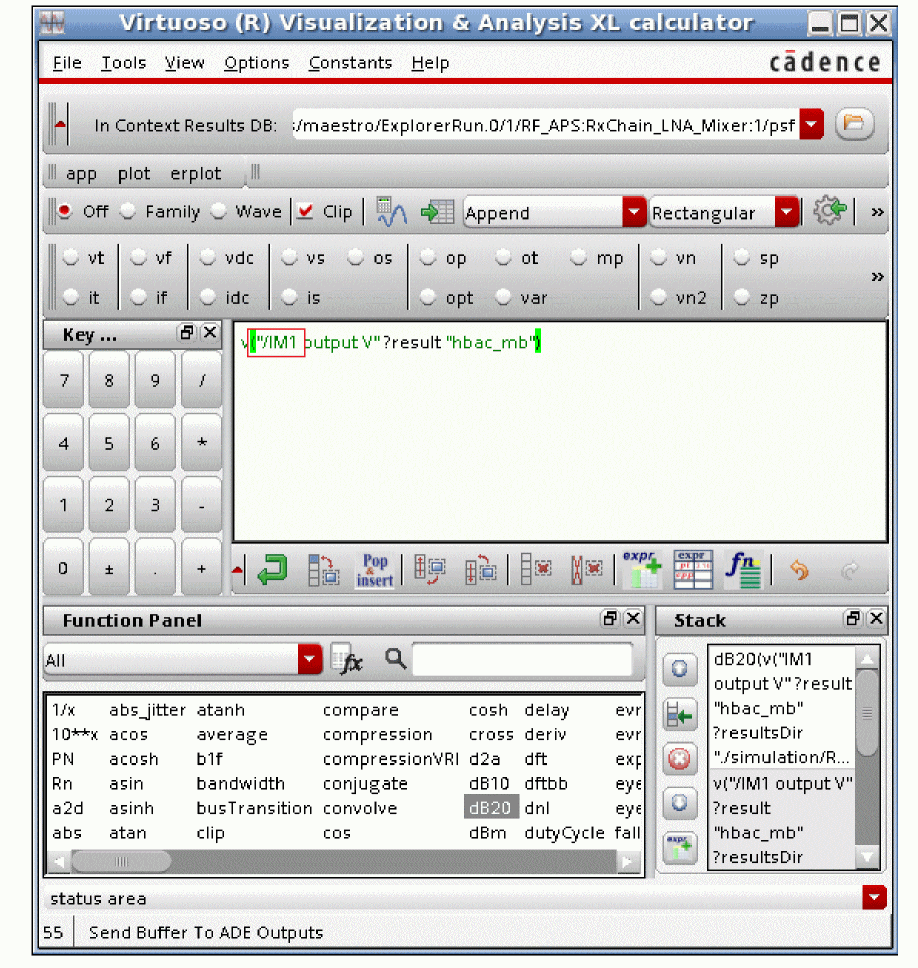 Virtuoso (R) Visualization & Analysis XL calculator
File Tools View Options Constants Help cādence
In Context Results DB: :/maestro/ExplorerRun.0/1/RF_APS:RxChain_LNA_Mixer:1/psf
app plot erplot
Off Family Wave Clip Append Rectangular »
vt vf vdc vs os op ot mp vn sp
»
it if idc is opt var vn2 zp
Key ...
v("/IM1 output V" ?result "hbac_mb")
7 8 9 /
4 5 6 *
1 2 3 -
0 ± . +
Pop & insert
expr
expr
fn
Function Panel
All
fx
1/x abs_jitter atanh compare cosh delay evr
10**x acos average compression cross deriv evr
PN acosh b1f compressionVRI d2a dft exp
Rn asin bandwidth conjugate dB10 dftbb eye
a2d asinh busTransition convolve dB20 dnl eye
abs atan clip cos dBm dutyCycle fall
Stack
dB20(v("IM1
output V" ?result
"hbac_mb"
?resultsDir
"./simulation/R...
v("/IM1 output V"
?result
"hbac_mb"
?resultsDir
expr
status area
55 Send Buffer To ADE Outputs